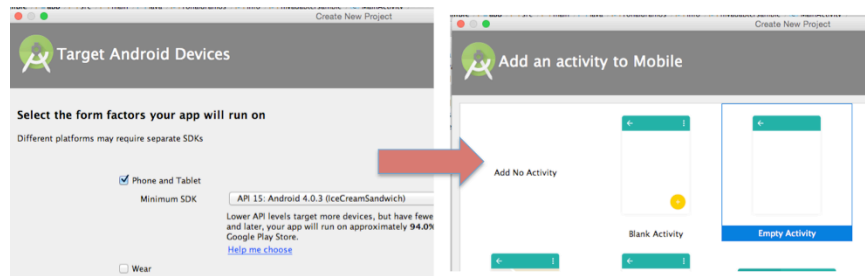 Create New Project
Target Android Devices
Select the form factors your app will run on
Different platforms may require separate SDKs
Phone and Tablet
Minimum SDK
API 15: Android 4.0.3 (IceCreamSandwich)
Lower API levels target more devices, but have fewe
and later, your app will run on approximately 94.0%
Google Play Store.
Help me choose
Wear
Create New Project
Add an activity to Mobile
Add No Activity
Blank Activity
Empty Activity